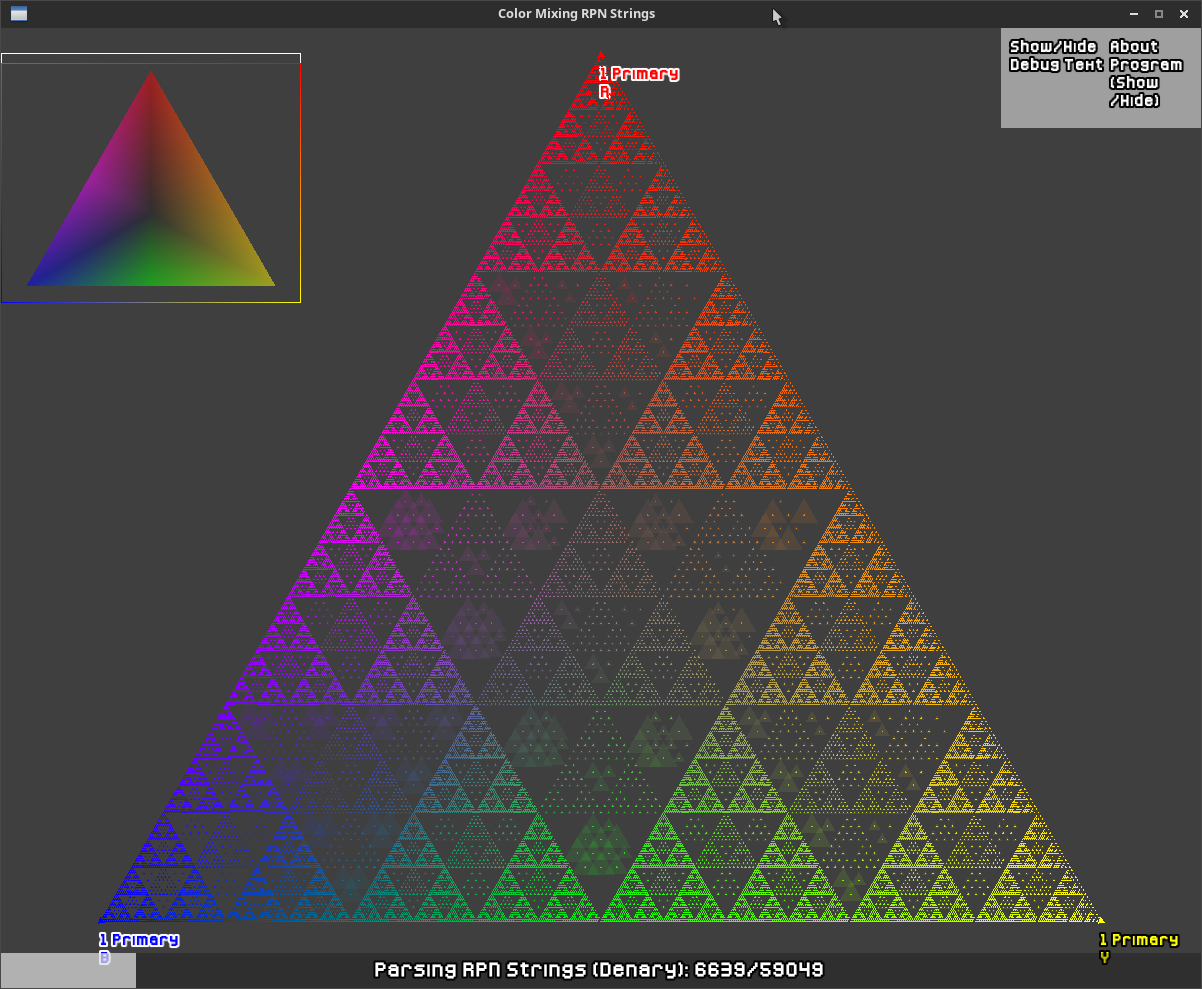 Color Mixing RPN Strings
Show/Hide
Debug Text
About
Program
(Show
/Hide)
1 Primary
R
1 Primary
B
1 Primary
Y
Parsing RPN Strings (Denary): 6639/59049